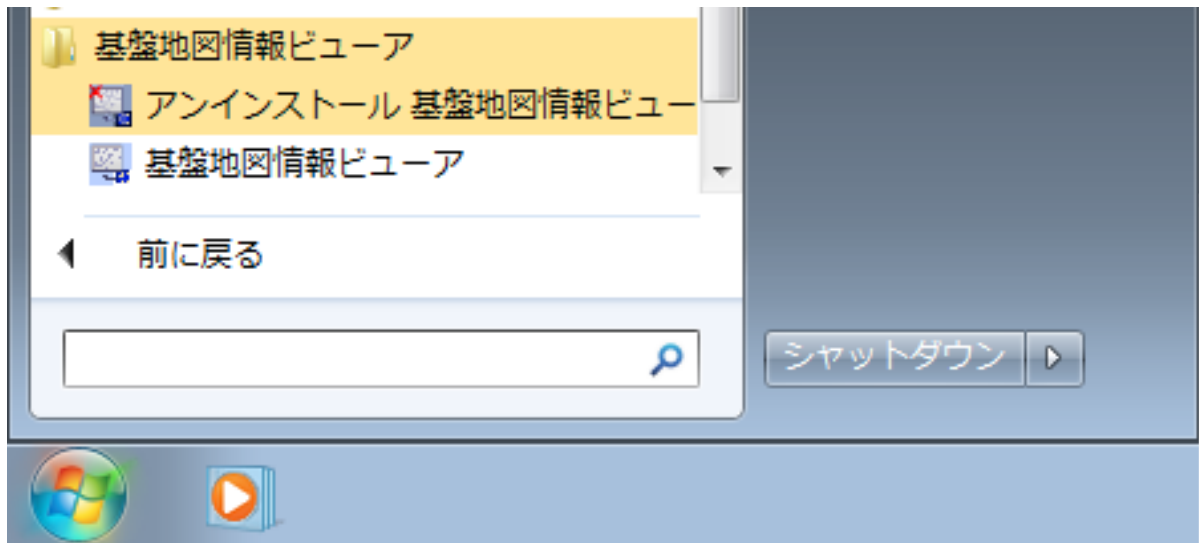 基盤地図情報ビューア
アンインストール 基盤地図情報ビュー
基盤地図情報ビューア
前に戻る
シャットダウン